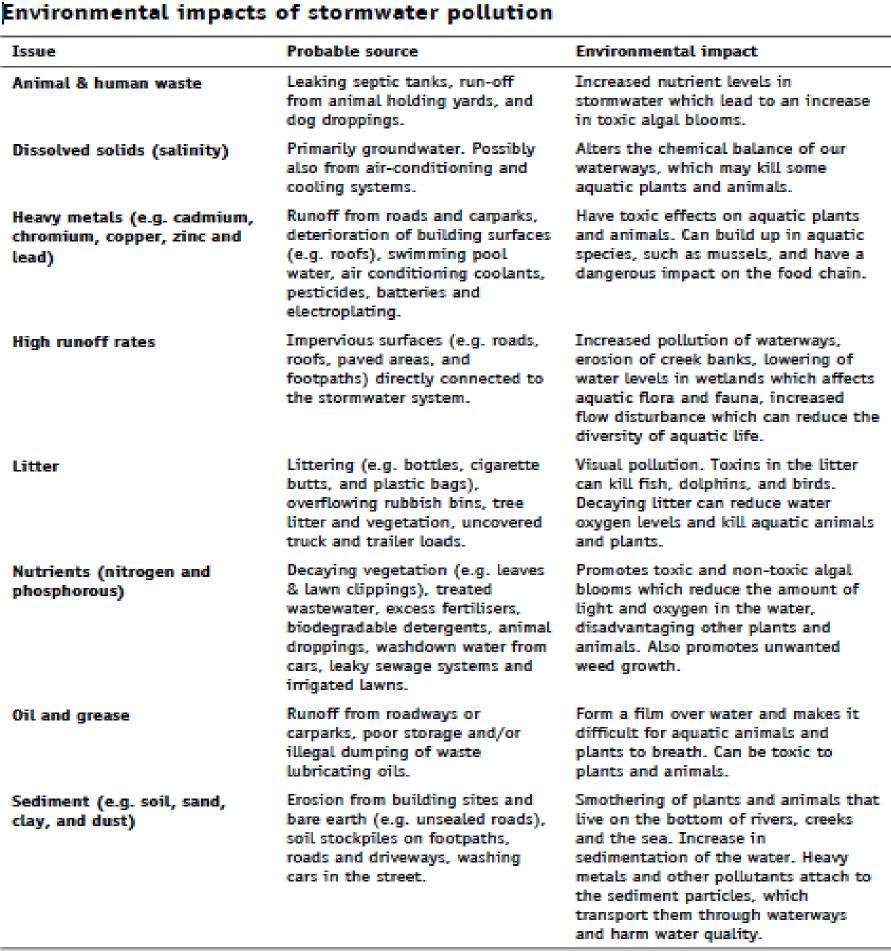 Environmental impacts of stormwater pollution
Issue Probable source Environmental impact
Animal & human waste Leaking septic tanks, run-off Increased nutrient levels in
from animal holding yards, and stormwater which lead to an increase
dog droppings. in toxic algal blooms.
Dissolved solids (salinity) Primarily groundwater. Possibly Alters the chemical balance of our
also from air-conditioning and waterways, which may kill some
cooling systems. aquatic plants and animals.
Heavy metals (e.g. cadmium, Runoff from roads and carparks, Have toxic effects on aquatic plants
chromium, copper, zinc and deterioration of building surfaces and animals. Can build up in aquatic
lead) (e.g. roofs), swimming pool species, such as mussels, and have a
water, air conditioning coolants, dangerous impact on the food chain.
pesticides, batteries and
electroplating.
High runoff rates Impervious surfaces (e.g. roads, Increased pollution of waterways,
roofs, paved areas, and erosion of creek banks, lowering of
footpaths) directly connected to water levels in wetlands which affects
the stormwater system. aquatic flora and fauna, increased
flow disturbance which can reduce the
diversity of aquatic life.
Litter Littering (e.g. bottles, cigarette Visual pollution. Toxins in the litter
butts, and plastic bags), can kill fish, dolphins, and birds.
overflowing rubbish bins, tree Decaying litter can reduce water
litter and vegetation, uncovered oxygen levels and kill aquatic animals
truck and trailer loads. and plants.
Nutrients (nitrogen and Decaying vegetation (e.g. leaves Promotes toxic and non-toxic algal
phosphorous) & lawn clippings), treated blooms which reduce the amount of
wastewater, excess fertilisers, light and oxygen in the water,
biodegradable detergents, animal disadvantaging other plants and
droppings, washdown water from animals. Also promotes unwanted
cars, leaky sewage systems and weed growth.
irrigated lawns.
Oil and grease Runoff from roadways or Form a film over water and makes it
carparks, poor storage and/or difficult for aquatic animals and
illegal dumping of waste plants to breath. Can be toxic to
lubricating oils. plants and animals.
Sediment (e.g. soil, sand, Erosion from building sites and Smothering of plants and animals that
clay, and dust) bare earth (e.g. unsealed roads), live on the bottom of rivers, creeks
soil stockpiles on footpaths, and the sea. Increase in
roads and driveways, washing sedimentation of the water. Heavy
cars in the street. metals and other pollutants attach to
the sediment particles, which
transport them through waterways
and harm water quality.